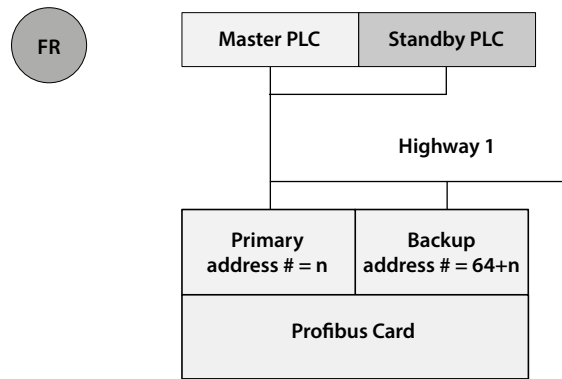 FR
Master PLC
Standby PLC
Highway 1
Primary
address # = n
Backup
address # = 64+n
Profibus Card